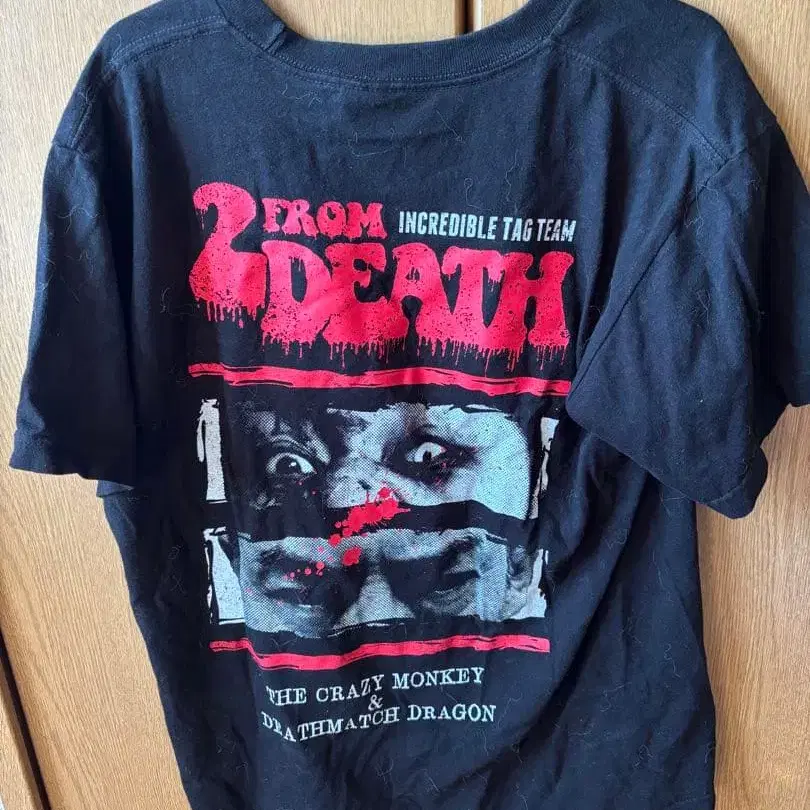 2 FROM INCREDIBLE TAG TEAM
DEATH
THE CRAZY MONKEY
&
DEATHMATCH DRAGON